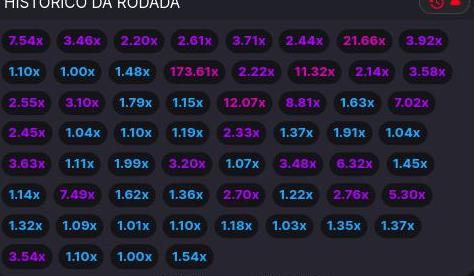 HISTÓRICO DA RODADA
7.54x 3.46x 2.20x 2.61x 3.71x 2.44x 21.66x 3.92x
1.10x 1.00x 1.48x 173.61x 2.22x 11.32x 2.14x 3.58x
2.55x 3.10x 1.79x 1.15x 12.07x 8.81x 1.63x 7.02x
2.45x 1.04x 1.10x 1.19x 2.33x 1.37x 1.91x 1.04x
3.63x 1.11x 1.99x 3.20x 1.07x 3.48x 6.32x 1.45x
1.14x 7.49x 1.62x 1.36x 2.70x 1.22x 2.76x 5.30x
1.32x 1.09x 1.01x 1.10x 1.18x 1.03x 1.35x 1.37x
3.54x 1.10x 1.00x 1.54x